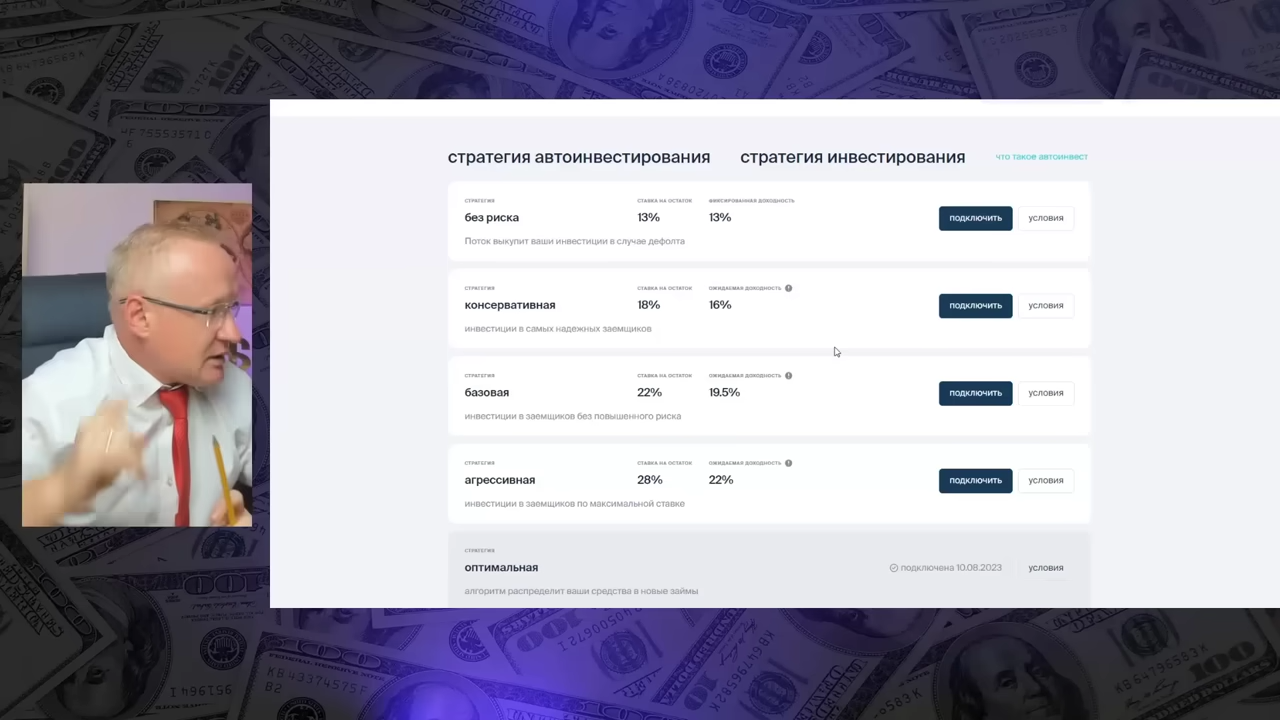 стратегия автоинвестирования стратегия инвестирования что такое автоинвест
СТРАТЕГИЯ СТАВКА НА ОСТАТОК ФИКСИРОВАННАЯ ДОХОДНОСТЬ
без риска 13% 13% ПОДКЛЮЧИТЬ УСЛОВИЯ
Поток выкупит ваши инвестиции в случае дефолта
СТРАТЕГИЯ СТАВКА НА ОСТАТОК ОЖИДАЕМАЯ ДОХОДНОСТЬ
консервативная 18% 16% ПОДКЛЮЧИТЬ УСЛОВИЯ
инвестиции в самых надежных заемщиков
СТРАТЕГИЯ СТАВКА НА ОСТАТОК ОЖИДАЕМАЯ ДОХОДНОСТЬ
базовая 22% 19.5% ПОДКЛЮЧИТЬ УСЛОВИЯ
инвестиции в заемщиков без повышенного риска
СТРАТЕГИЯ СТАВКА НА ОСТАТОК ОЖИДАЕМАЯ ДОХОДНОСТЬ
агрессивная 28% 22% ПОДКЛЮЧИТЬ УСЛОВИЯ
инвестиции в заемщиков по максимальной ставке
СТРАТЕГИЯ
оптимальная подключена 10.08.2023 УСЛОВИЯ
алгоритм распределит ваши средства в новые займы